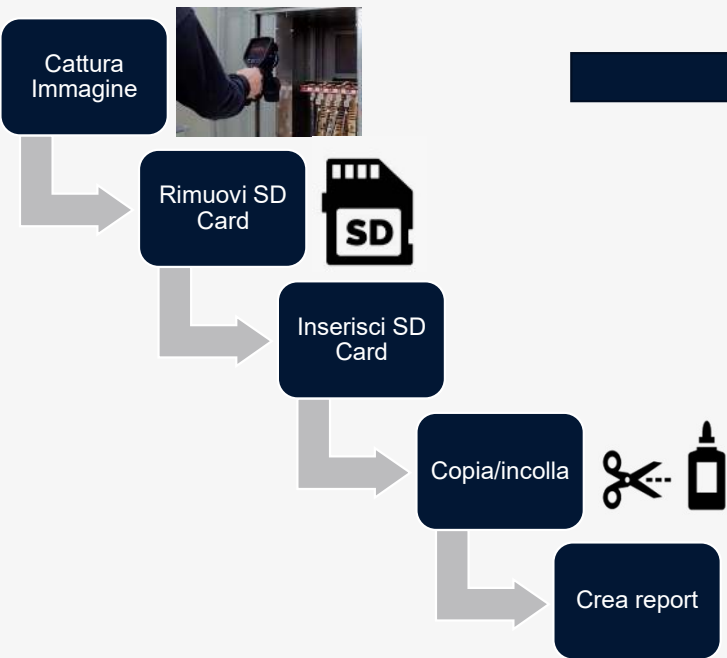 Cattura
Immagine
Rimuovi SD
Card
SD
Inserisci SD
Card
Copia/incolla
Crea report